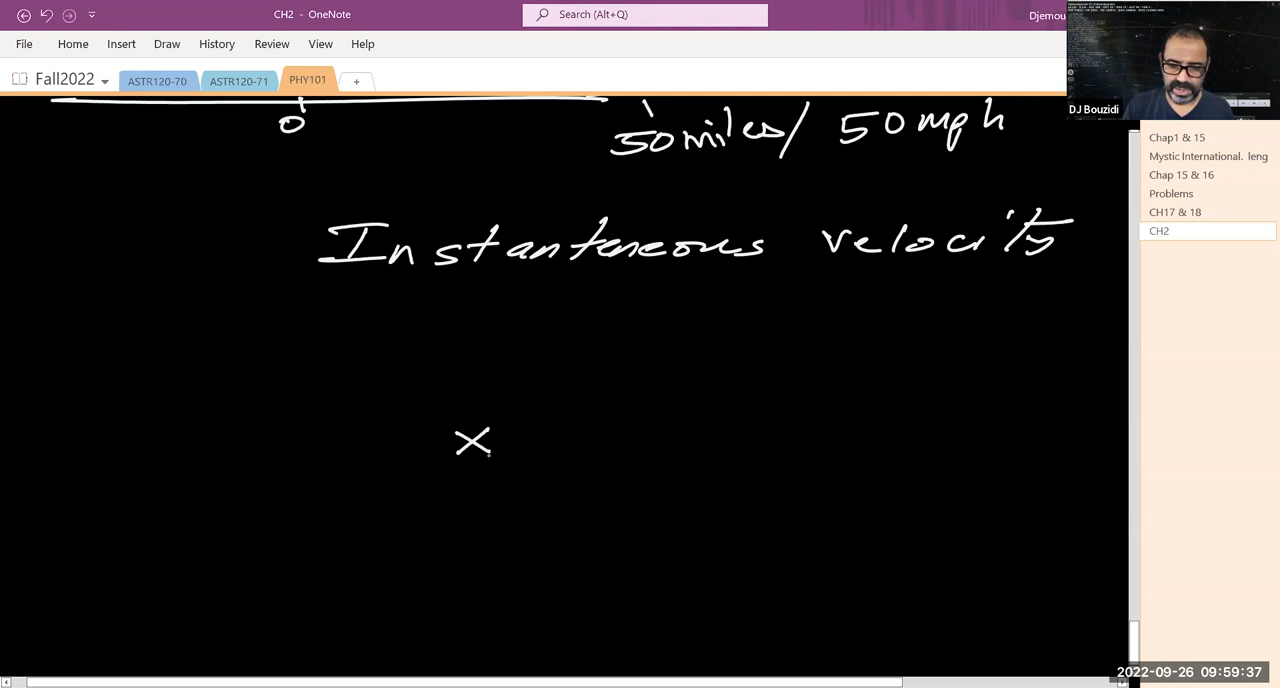 CH2 - OneNote
Search (Alt+Q)
Djemou
File Home Insert Draw History Review View Help
Fall2022 ASTR120-70 ASTR120-71 PHY101
DJ Bouzidi
0
50 miles / 50 mph
Instantaneous velocity
x
Chap1 & 15
Mystic International. leng
Chap 15 & 16
Problems
CH17 & 18
CH2
2022-09-26 09:59:37